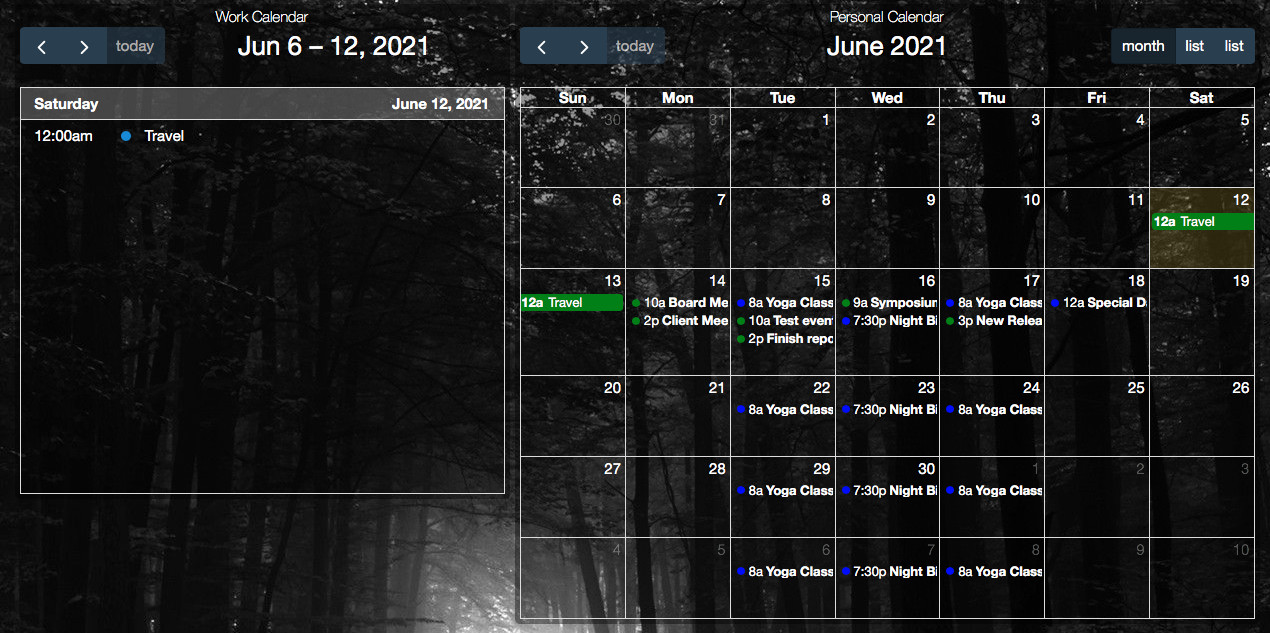 Work Calendar
today
Jun 6 – 12, 2021
Saturday June 12, 2021
12:00am Travel
Personal Calendar
today
June 2021
month list list
Sun Mon Tue Wed Thu Fri Sat
30 31 1 2 3 4 5
6 7 8 9 10 11 12
12a Travel
13 14 15 16 17 18 19
12a Travel 10a Board Me 8a Yoga Class 9a Symposium 8a Yoga Class 12a Special D
2p Client Mee 10a Test even 7:30p Night Bi 3p New Relea
2p Finish repo
20 21 22 23 24 25 26
8a Yoga Class 7:30p Night Bi 8a Yoga Class
27 28 29 30 1 2 3
8a Yoga Class 7:30p Night Bi 8a Yoga Class
4 5 6 7 8 9 10
8a Yoga Class 7:30p Night Bi 8a Yoga Class